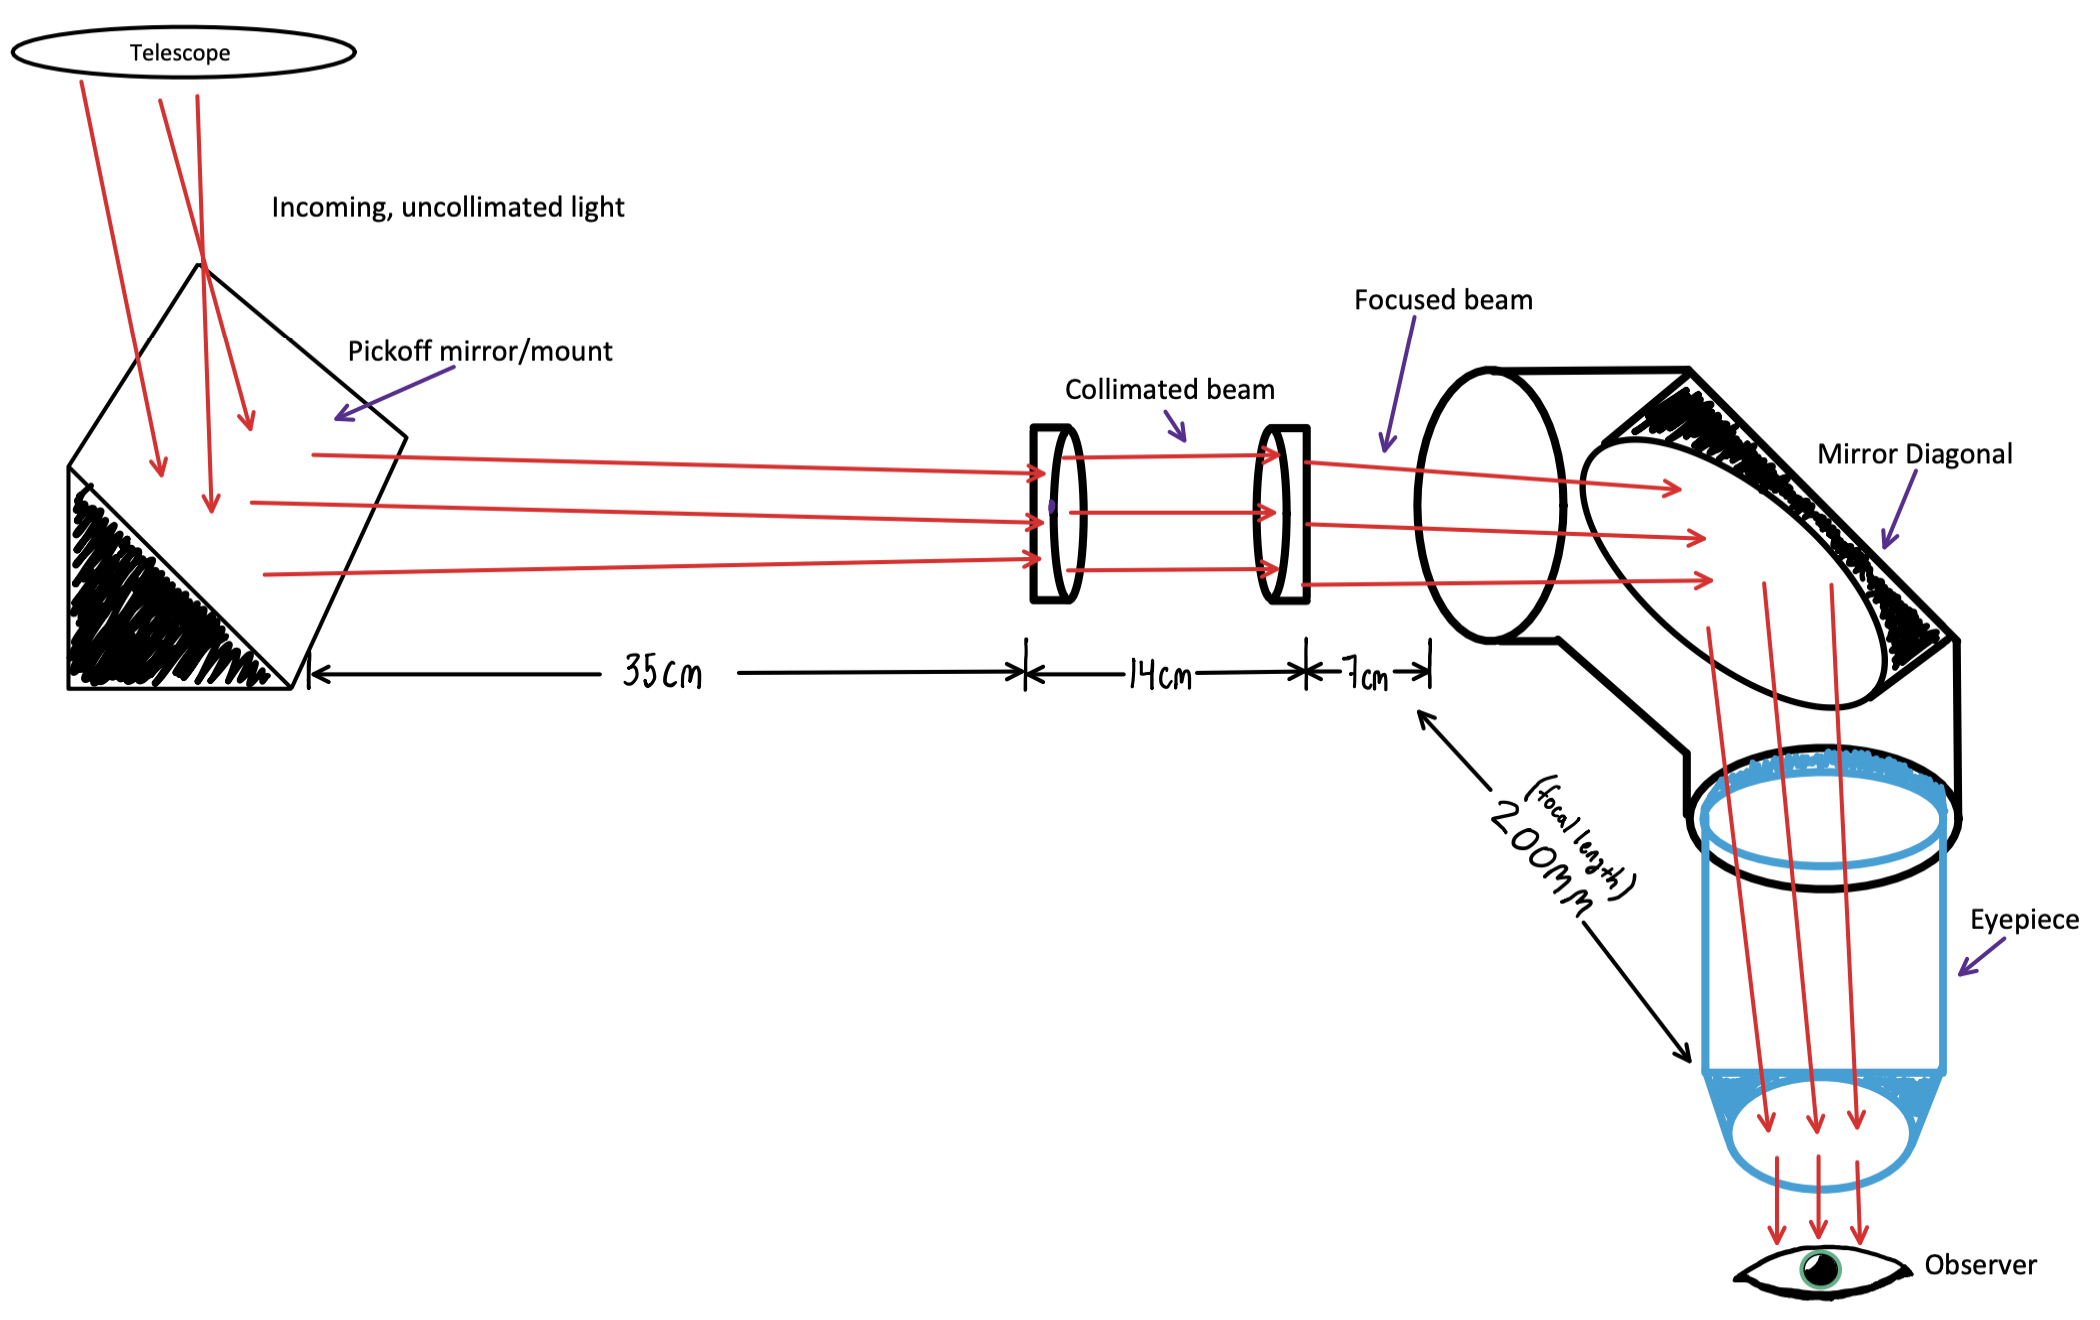 Telescope
Incoming, uncollimated light
Pickoff mirror/mount
Focused beam
Collimated beam
Mirror Diagonal
35cm
14cm
7cm
(focal length)
200mm
Eyepiece
Observer